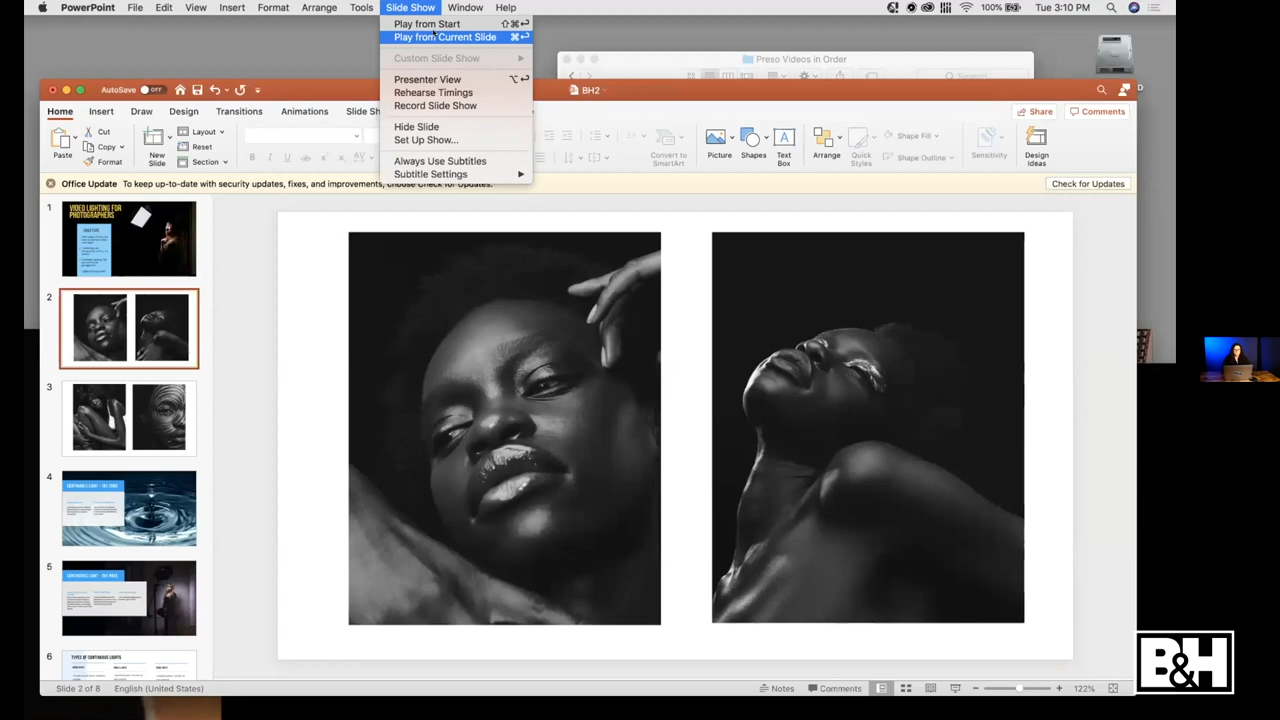 PowerPoint File Edit View Insert Format Arrange Tools Slide Show Window Help 100% Tue 3:10 PM
Play from Start ⇧⌘↩
Play from Current Slide ⌘↩
Custom Slide Show
Presenter View ⌥↩
Rehearse Timings
Record Slide Show
Hide Slide
Set Up Show...
Always Use Subtitles
Subtitle Settings
Preso Videos in Order
Search
AutoSave OFF
BH2
Home Insert Draw Design Transitions Animations Slide Sh
Share Comments
Paste
Cut
Copy
Format
New
Slide
Layout
Reset
Section
B I U
Convert to
SmartArt
Picture
Shapes
Text
Box
Arrange
Quick
Styles
Shape Fill
Shape Outline
Sensitivity
Design
Ideas
Office Update To keep up-to-date with security updates, fixes, and improvements, choose Check for Updates.
Check for Updates
1
VIDEO LIGHTING FOR
PHOTOGRAPHERS
2
3
4
5
6
TYPES OF CONTINUOUS LIGHTS
Slide 2 of 8 English (United States)
Notes Comments 122%
B&H